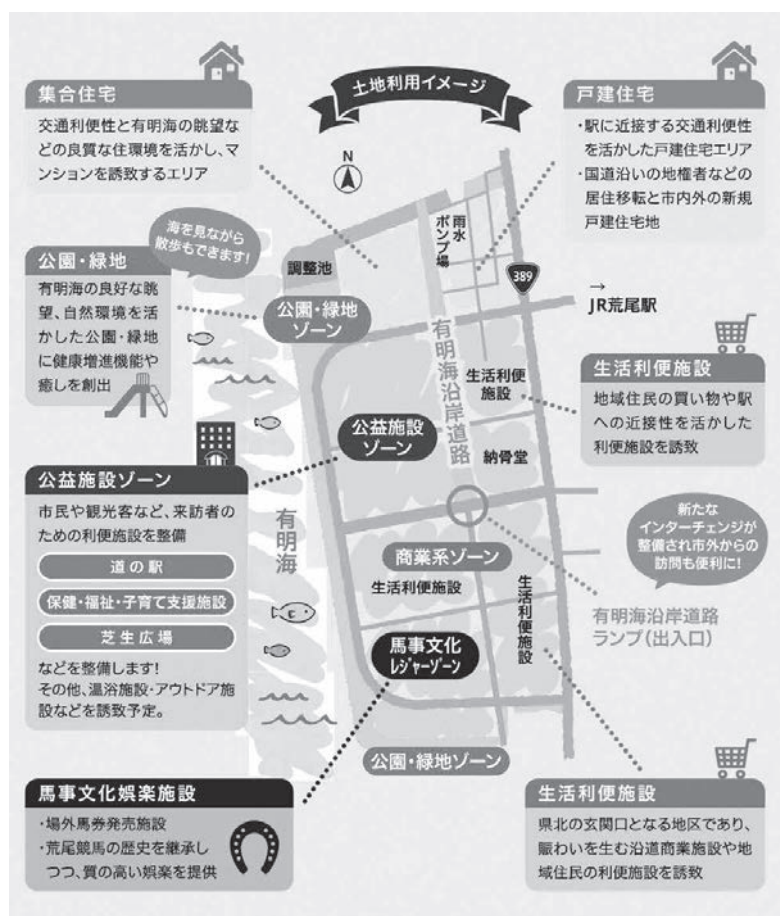 土地利用イメージ
集合住宅
交通利便性と有明海の眺望な
どの良質な住環境を活かし、マ
ンションを誘致するエリア
戸建住宅
・駅に近接する交通利便性
を活かした戸建住宅エリア
・国道沿いの地権者などの
居住移転と市内外の新規
戸建住宅地
N
海を見ながら
散歩もできます!
公園・緑地
有明海の良好な眺
望、自然環境を活
かした公園・緑地
に健康増進機能や
癒しを創出
調整池
雨水
ポンプ場
389
→
JR荒尾駅
公園・緑地
ゾーン
有明海沿岸道路
生活利便
施設
生活利便施設
地域住民の買い物や駅
への近接性を活かした
利便施設を誘致
公益施設
ゾーン
納骨堂
公益施設ゾーン
市民や観光客など、来訪者の
ための利便施設を整備
道の駅
保健・福祉・子育て支援施設
芝生広場
などを整備します!
その他、温浴施設・アウトドア施
設などを誘致予定。
有明海
新たな
インターチェンジが
整備され市外からの
訪問も便利に!
商業系ゾーン
生活利便施設
生活利便施設
有明海沿岸道路
ランプ(出入口)
馬事文化
レジャーゾーン
公園・緑地ゾーン
馬事文化娯楽施設
・場外馬券発売施設
・荒尾競馬の歴史を継承し
つつ、質の高い娯楽を提供
生活利便施設
県北の玄関口となる地区であり、
賑わいを生む沿道商業施設や地
域住民の利便施設を誘致